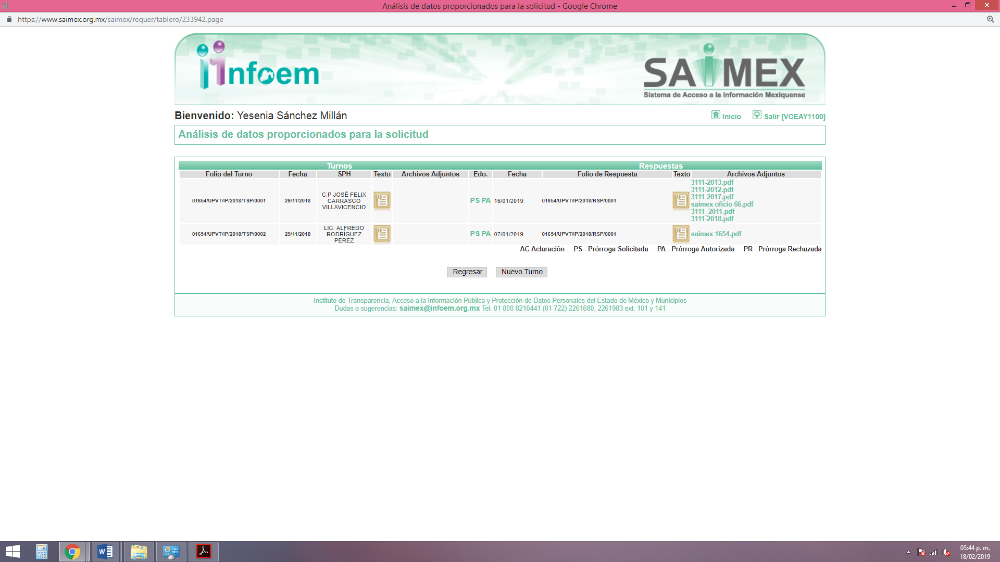 Análisis de datos proporcionados para la solicitud - Google Chrome
https://www.saimex.org.mx/saimex/requer/tablero/233942.page
infoem
SAIMEX
Sistema de Acceso a la Información Mexiquense
Bienvenido: Yesenia Sánchez Millán
Inicio Salir [VCEAY1100]
Análisis de datos proporcionados para la solicitud
Turnos Respuestas
Folio del Turno Fecha SPH Texto Archivos Adjuntos Edo. Fecha Folio de Respuesta Texto Archivos Adjuntos
01654/UPVT/IP/2018/TSP/0001 29/11/2018
C.P JOSÉ FELIX
CARRASCO
VILLAVICENCIO
PS PA 16/01/2019 01654/UPVT/IP/2018/RSP/0001
3111-2013.pdf
3111-2012.pdf
3111-2017.pdf
saimex oficio 66.pdf
3111_2011.pdf
3111-2018.pdf
01654/UPVT/IP/2018/TSP/0002 29/11/2018
LIC. ALFREDO
RODRÍGUEZ
PEREZ
PS PA 07/01/2019 01654/UPVT/IP/2018/RSP/0001 saimex 1654.pdf
AC Aclaración PS - Prórroga Solicitada PA - Prórroga Autorizada PR - Prórroga Rechazada
Regresar Nuevo Turno
Instituto de Transparencia, Acceso a la Información Pública y Protección de Datos Personales del Estado de México y Municipios
Dudas o sugerencias: saimex@infoem.org.mx Tel. 01 800 8210441 (01 722) 2261680, 2261983 ext. 101 y 141
05:44 p. m.
18/02/2019